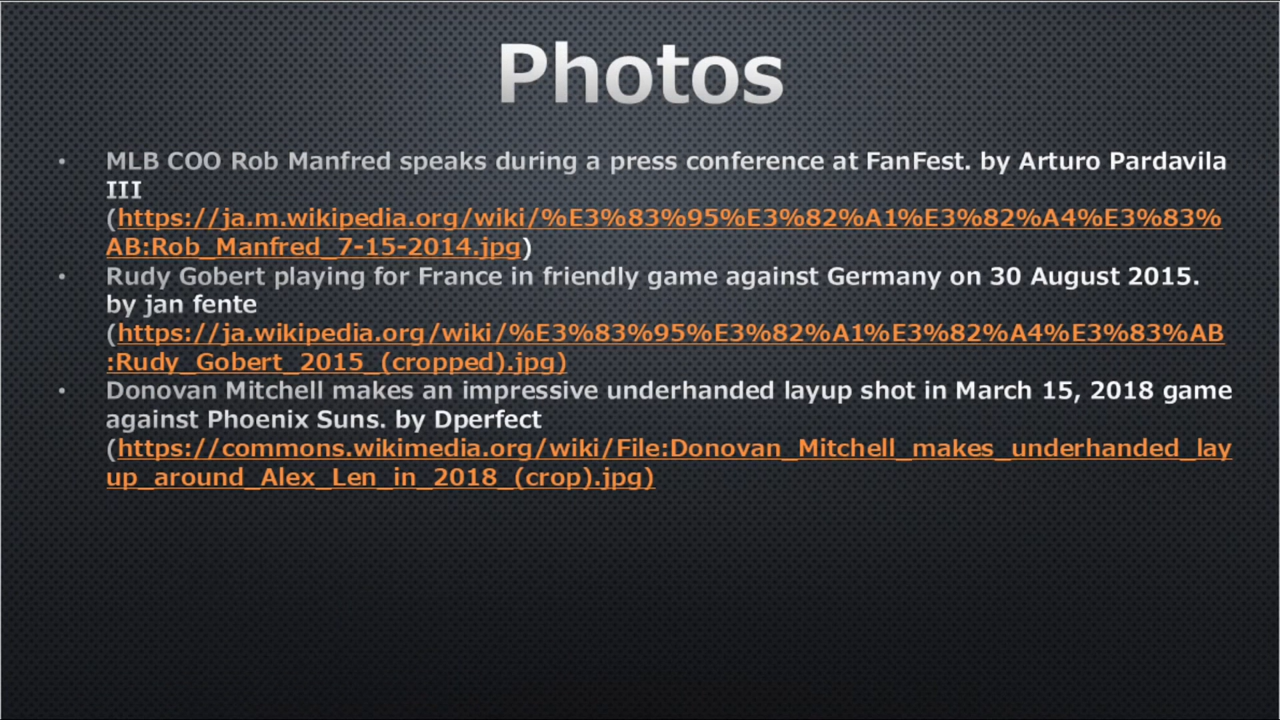 Photos
• MLB COO Rob Manfred speaks during a press conference at FanFest. by Arturo Pardavila
III
(https://ja.m.wikipedia.org/wiki/%E3%83%95%E3%82%A1%E3%82%A4%E3%83%
AB:Rob_Manfred_7-15-2014.jpg)
• Rudy Gobert playing for France in friendly game against Germany on 30 August 2015.
by jan fente
(https://ja.wikipedia.org/wiki/%E3%83%95%E3%82%A1%E3%82%A4%E3%83%AB
:Rudy_Gobert_2015_(cropped).jpg)
• Donovan Mitchell makes an impressive underhanded layup shot in March 15, 2018 game
against Phoenix Suns. by Dperfect
(https://commons.wikimedia.org/wiki/File:Donovan_Mitchell_makes_underhanded_lay
up_around_Alex_Len_in_2018_(crop).jpg)